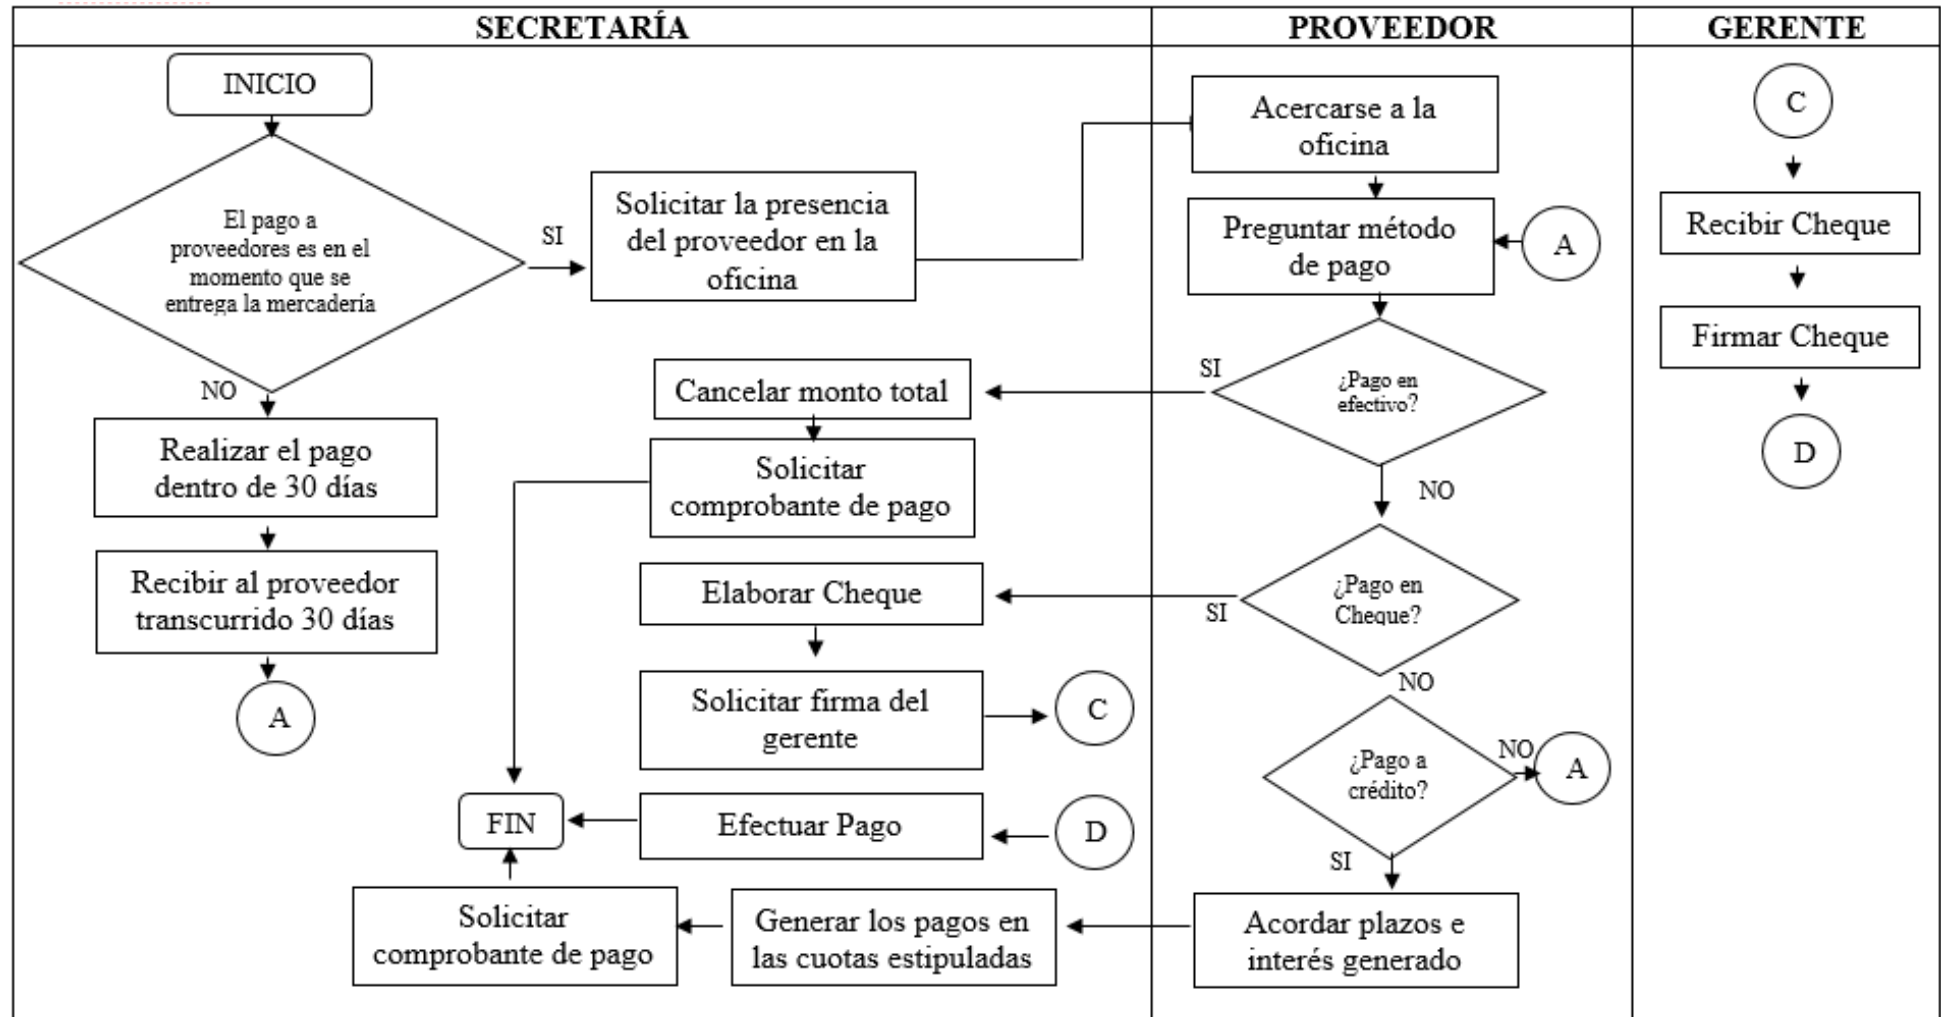 SECRETARÍA
PROVEEDOR
GERENTE
INICIO
El pago a
proveedores es en el
momento que se
entrega la mercadería
SI
Solicitar la presencia
del proveedor en la
oficina
NO
Realizar el pago
dentro de 30 días
Recibir al proveedor
transcurrido 30 días
A
Cancelar monto total
Solicitar
comprobante de pago
Elaborar Cheque
Solicitar firma del
gerente
C
FIN
Efectuar Pago
D
Solicitar
comprobante de pago
Generar los pagos en
las cuotas estipuladas
Acercarse a la
oficina
Preguntar método
de pago
A
SI
¿Pago en
efectivo?
NO
¿Pago en
Cheque?
SI
NO
¿Pago a
crédito?
NO
A
SI
Acordar plazos e
interés generado
C
Recibir Cheque
Firmar Cheque
D